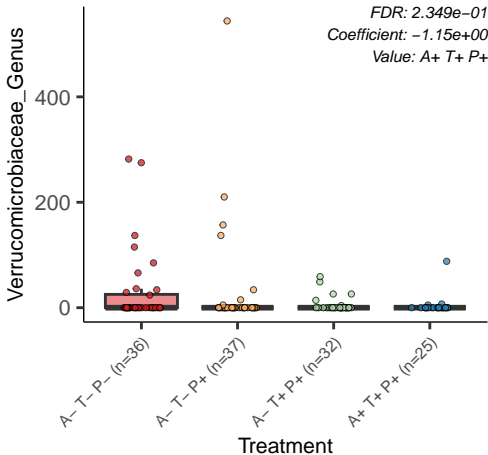 FDR: 2.349e−01
Coefficient: −1.15e+00
Value: A+ T+ P+
Verrucomicrobiaceae_Genus
400
200
0
A− T− P− (n=36)
A− T− P+ (n=37)
A− T+ P+ (n=32)
A+ T+ P+ (n=25)
Treatment